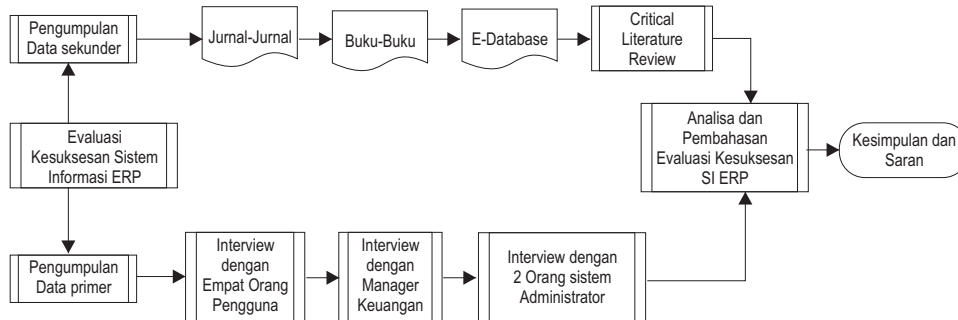 Pengumpulan
Data sekunder
Jurnal-Jurnal
Buku-Buku
E-Database
Critical
Literature
Review
Evaluasi
Kesuksesan Sistem
Informasi ERP
Analisa dan
Pembahasan
Evaluasi Kesuksesan
SI ERP
Kesimpulan dan
Saran
Pengumpulan
Data primer
Interview
dengan
Empat Orang
Pengguna
Interview
dengan
Manager
Keuangan
Interview dengan
2 Orang sistem
Administrator